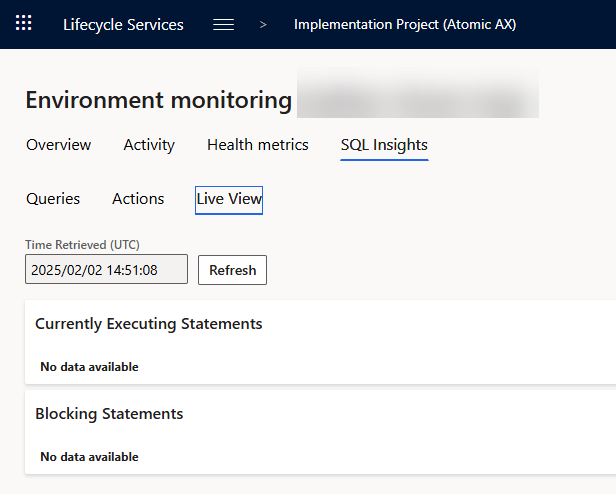 Lifecycle Services > Implementation Project (Atomic AX)
Environment monitoring
Overview Activity Health metrics SQL Insights
Queries Actions Live View
Time Retrieved (UTC)
2025/02/02 14:51:08 Refresh
Currently Executing Statements
No data available
Blocking Statements
No data available